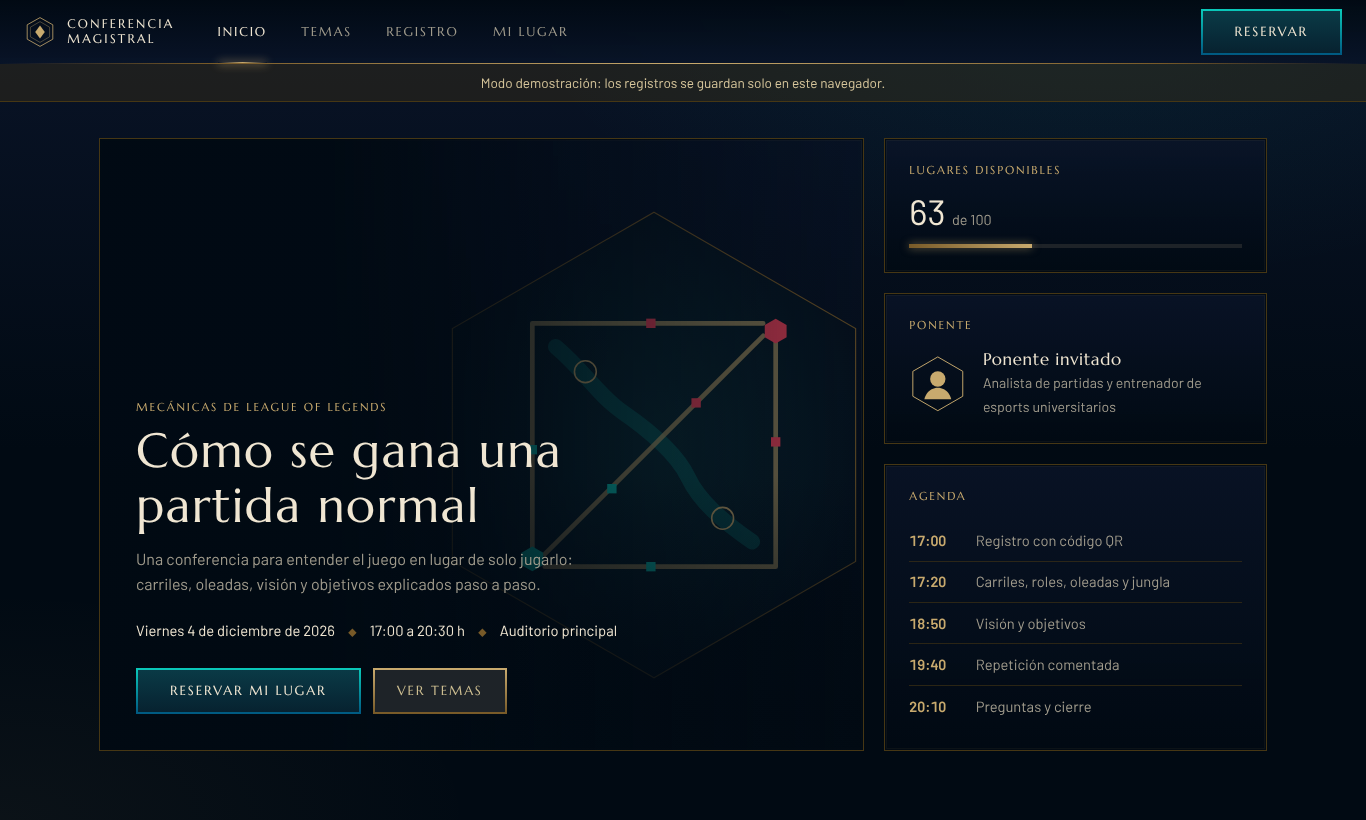 CONFERENCIA
MAGISTRAL
INICIO
TEMAS
REGISTRO
MI LUGAR
RESERVAR
Modo demostración: los registros se guardan solo en este navegador.
MECÁNICAS DE LEAGUE OF LEGENDS
Cómo se gana una
partida normal
Una conferencia para entender el juego en lugar de solo jugarlo:
carriles, oleadas, visión y objetivos explicados paso a paso.
Viernes 4 de diciembre de 2026 ◆ 17:00 a 20:30 h ◆ Auditorio principal
RESERVAR MI LUGAR
VER TEMAS
LUGARES DISPONIBLES
63 de 100
PONENTE
Ponente invitado
Analista de partidas y entrenador de
esports universitarios
AGENDA
17:00 Registro con código QR
17:20 Carriles, roles, oleadas y jungla
18:50 Visión y objetivos
19:40 Repetición comentada
20:10 Preguntas y cierre